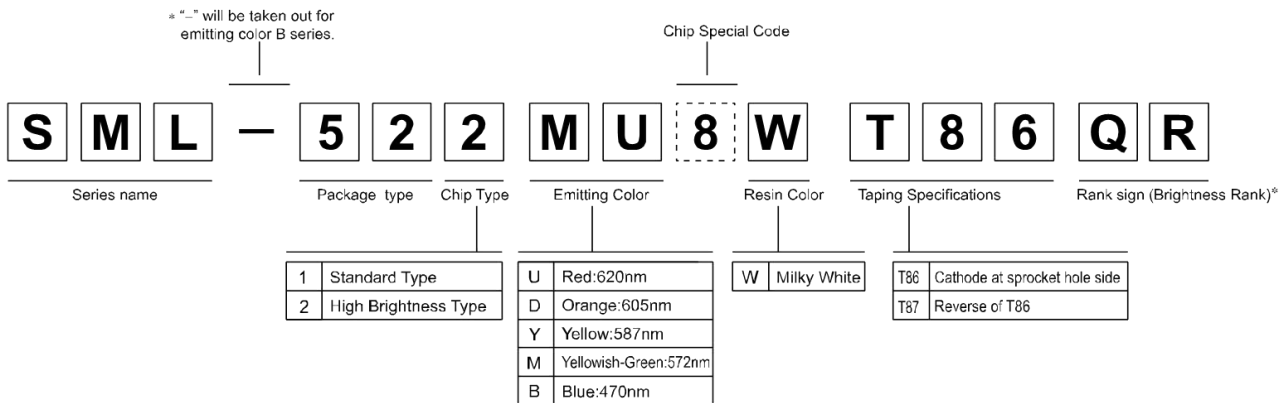 * “–” will be taken out for
emitting color B series.
Chip Special Code
S M L – 5 2 2 M U 8 W T 8 6 Q R
Series name Package type Chip Type Emitting Color Resin Color Taping Specifications Rank sign (Brightness Rank)*
1 Standard Type
2 High Brightness Type
U Red:620nm
D Orange:605nm
Y Yellow:587nm
M Yellowish-Green:572nm
B Blue:470nm
W Milky White
T86 Cathode at sprocket hole side
T87 Reverse of T86